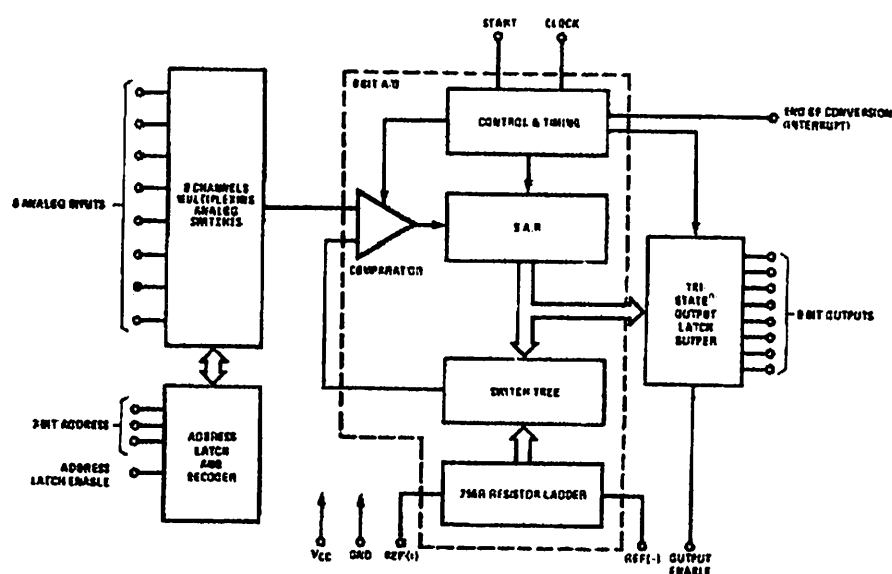 START
CLOCK
8 BIT A/D
CONTROL & TIMING
END OF CONVERSION
(INTERRUPT)
8 ANALOG INPUTS
8 CHANNELS
MULTIPLEXING
ANALOG
SWITCHES
S.A.R.
COMPARATOR
TRI-
STATE®
OUTPUT
LATCH
BUFFER
8-BIT OUTPUTS
SWITCH TREE
3-BIT ADDRESS
ADDRESS
LATCH
AND
DECODER
ADDRESS
LATCH ENABLE
256R RESISTOR LADDER
VCC
GND
REF(+)
REF(-)
OUTPUT
ENABLE